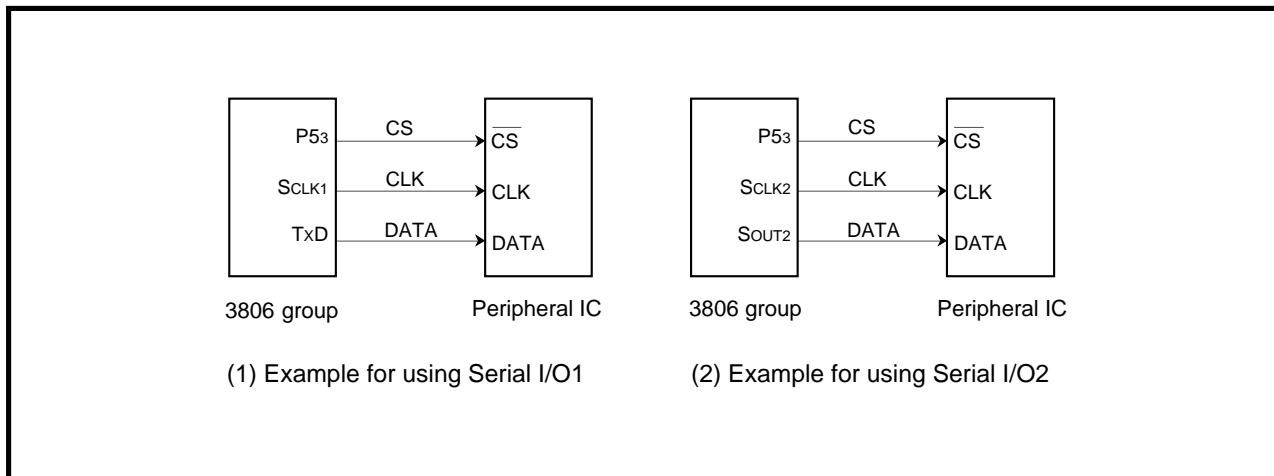 P53 CS CS
SCLK1 CLK CLK
TxD DATA DATA
3806 group Peripheral IC
(1) Example for using Serial I/O1
P53 CS CS
SCLK2 CLK CLK
SOUT2 DATA DATA
3806 group Peripheral IC
(2) Example for using Serial I/O2